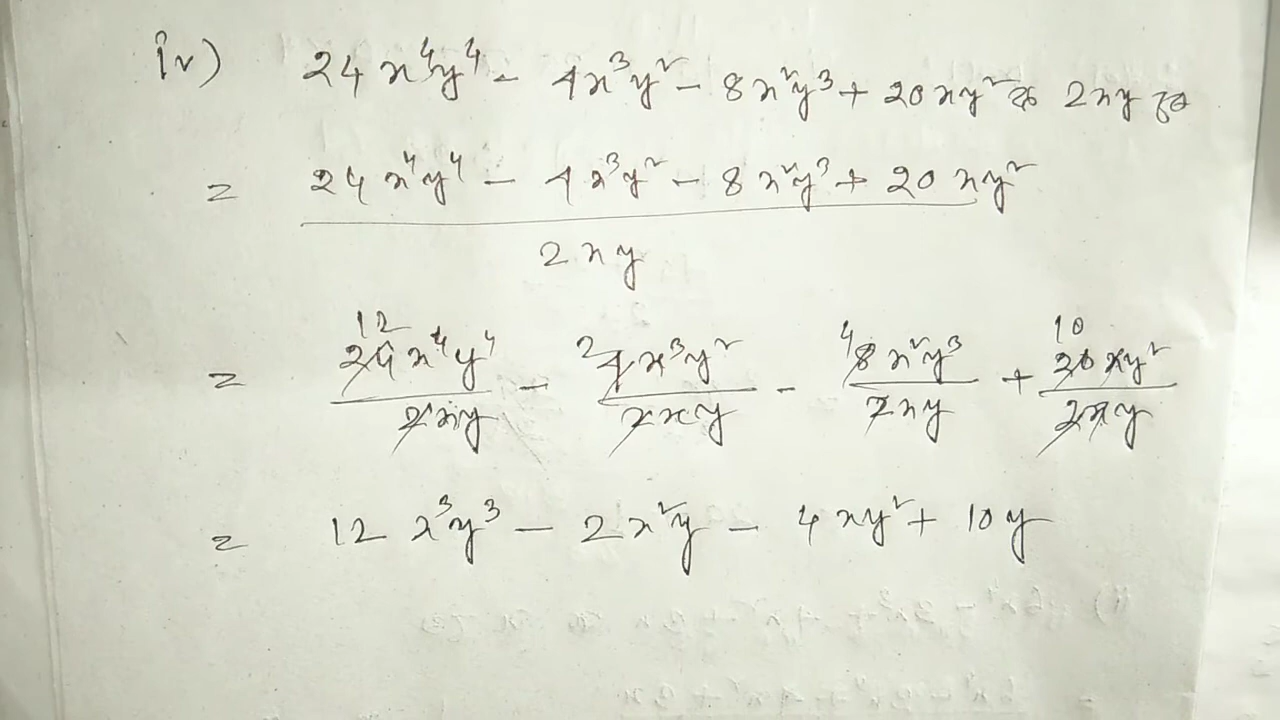 iv) 24x⁴y⁴ - 4x³y² - 8x²y³ + 20xy² 2xy
= 24x⁴y⁴ - 4x³y² - 8x²y³ + 20xy²
2xy
= 12 24x⁴y⁴ - 2 4x³y² - 4 8x²y³ + 10 20xy²
2xy 2xy 2xy 2xy
= 12x³y³ - 2x²y - 4xy² + 10y